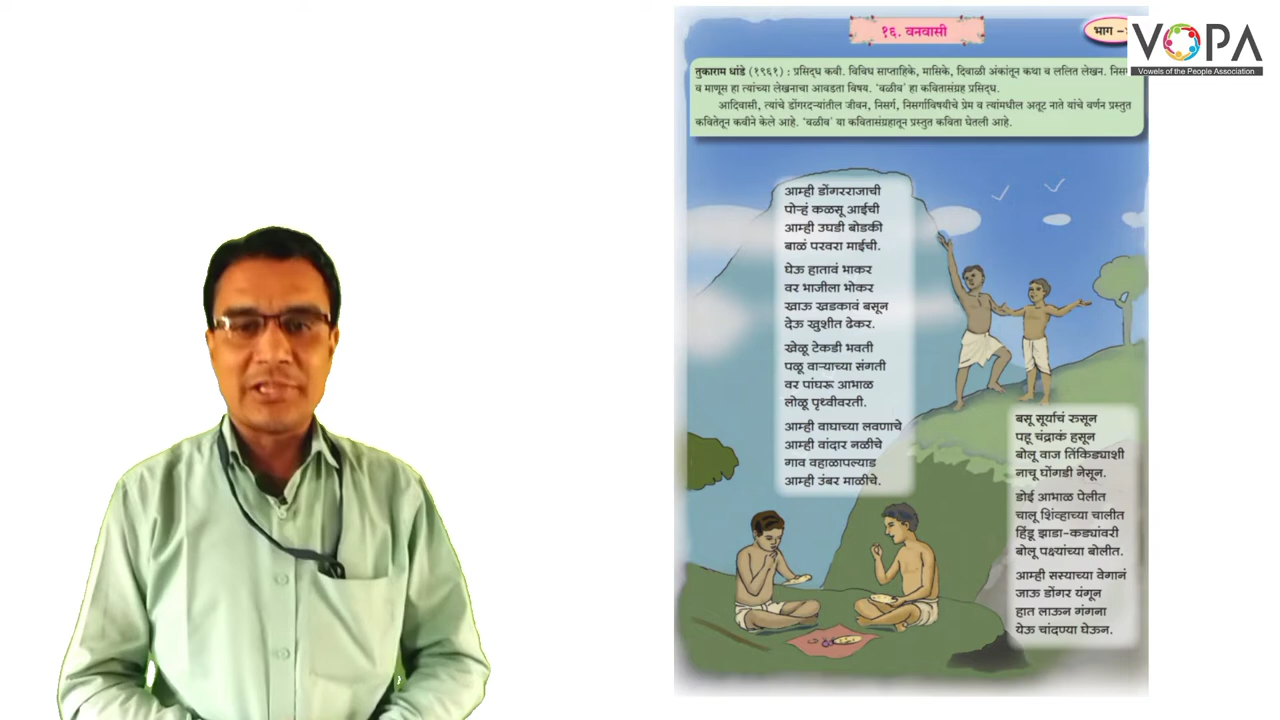 १६. वनवासी
भाग -
VOPA
Vowels of the People Association
तुकाराम धांडे (१९६१) : प्रसिद्ध कवी. विविध साप्ताहिके, मासिके, दिवाळी अंकांतून कथा व ललित लेखन. निसर्ग
व माणूस हा त्यांच्या लेखनाचा आवडता विषय. ‘वळीव’ हा कवितासंग्रह प्रसिद्ध.
आदिवासी, त्यांचे डोंगरदऱ्यांतील जीवन, निसर्ग, निसर्गाविषयीचे प्रेम व त्यांमधील अतूट नाते यांचे वर्णन प्रस्तुत
कवितेतून कवीने केले आहे. ‘वळीव’ या कवितासंग्रहातून प्रस्तुत कविता घेतली आहे.
आम्ही डोंगरराजाची
पोऱ्हं कळसू आईची
आम्ही उघडी बोडकी
बाळं परवरा माईची.
घेऊ हातावं भाकर
वर भाजीला भोकर
खाऊ खडकावं बसून
देऊ खुशीत ढेकर.
खेळू टेकडी भवती
पळू वाऱ्याच्या संगती
वर पांघरू आभाळ
लोळू पृथ्वीवरती.
आम्ही वाघाच्या लवणाचे
आम्ही वांदार नळीचे
गाव वहाळापल्याड
आम्ही उंबर माळीचे.
बसू सूर्याचं रुसून
पहू चंद्राकं हसून
बोलू वाज तिंकिड्याशी
नाचू घोंगडी नेसून.
डोई आभाळ पेलीत
चालू शिंव्हाच्या चालीत
हिंडू झाडा-कड्यांवरी
बोलू पक्ष्यांच्या बोलीत.
आम्ही सस्याच्या वेगानं
जाऊ डोंगर यंगून
हात लाऊन गंगना
येऊ चांदण्या घेऊन.